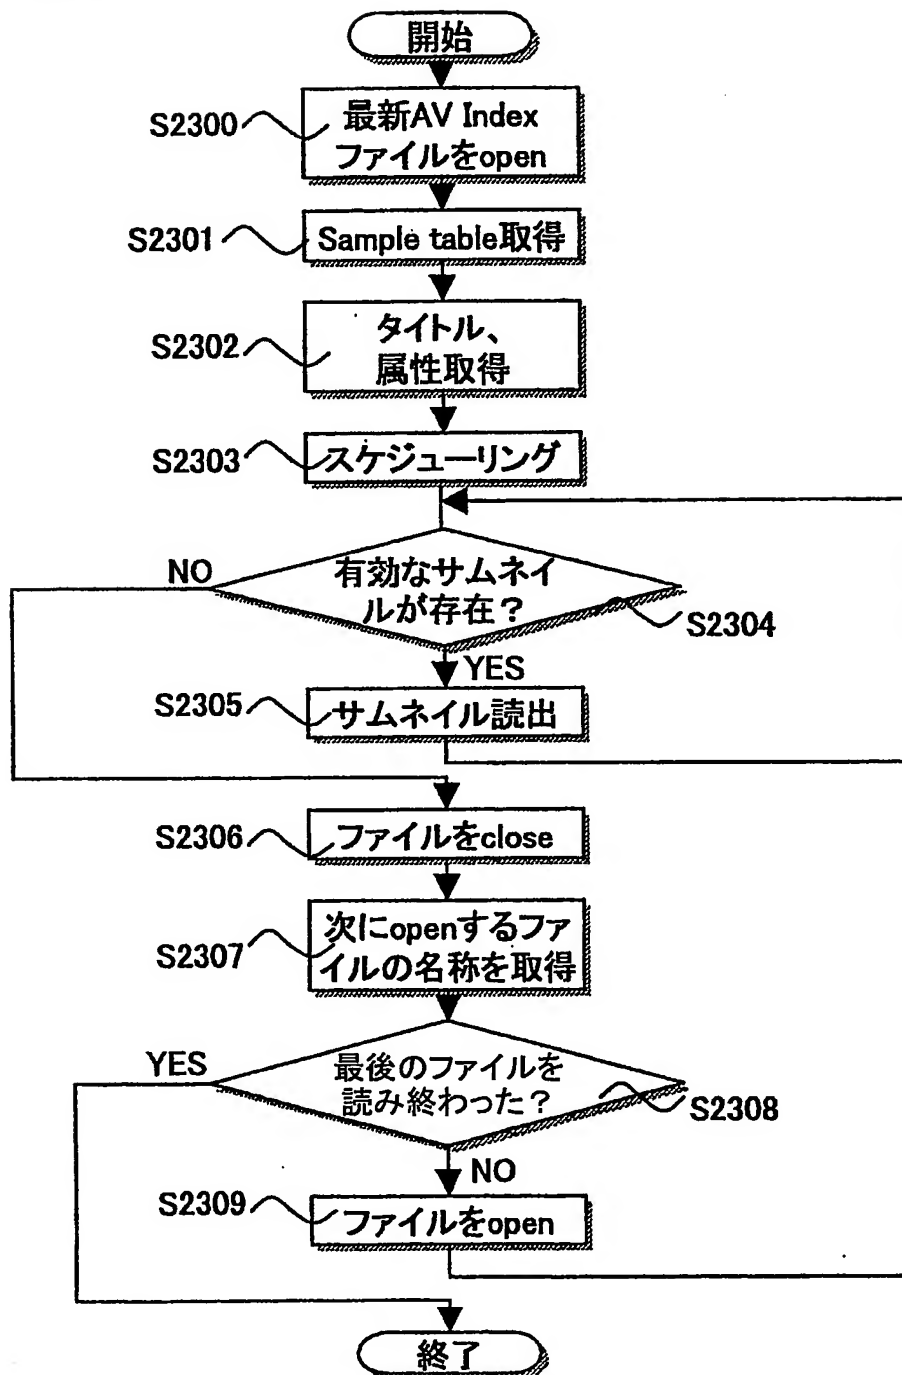 開始
S2300
最新AV Index
ファイルをopen
S2301
Sample table取得
S2302
タイトル、
属性取得
S2303
スケジューリング
NO
有効なサムネイ
ルが存在？
S2304
YES
S2305
サムネイル読出
S2306
ファイルをclose
S2307
次にopenするファ
イルの名称を取得
YES
最後のファイルを
読み終わった？
S2308
NO
S2309
ファイルをopen
終了